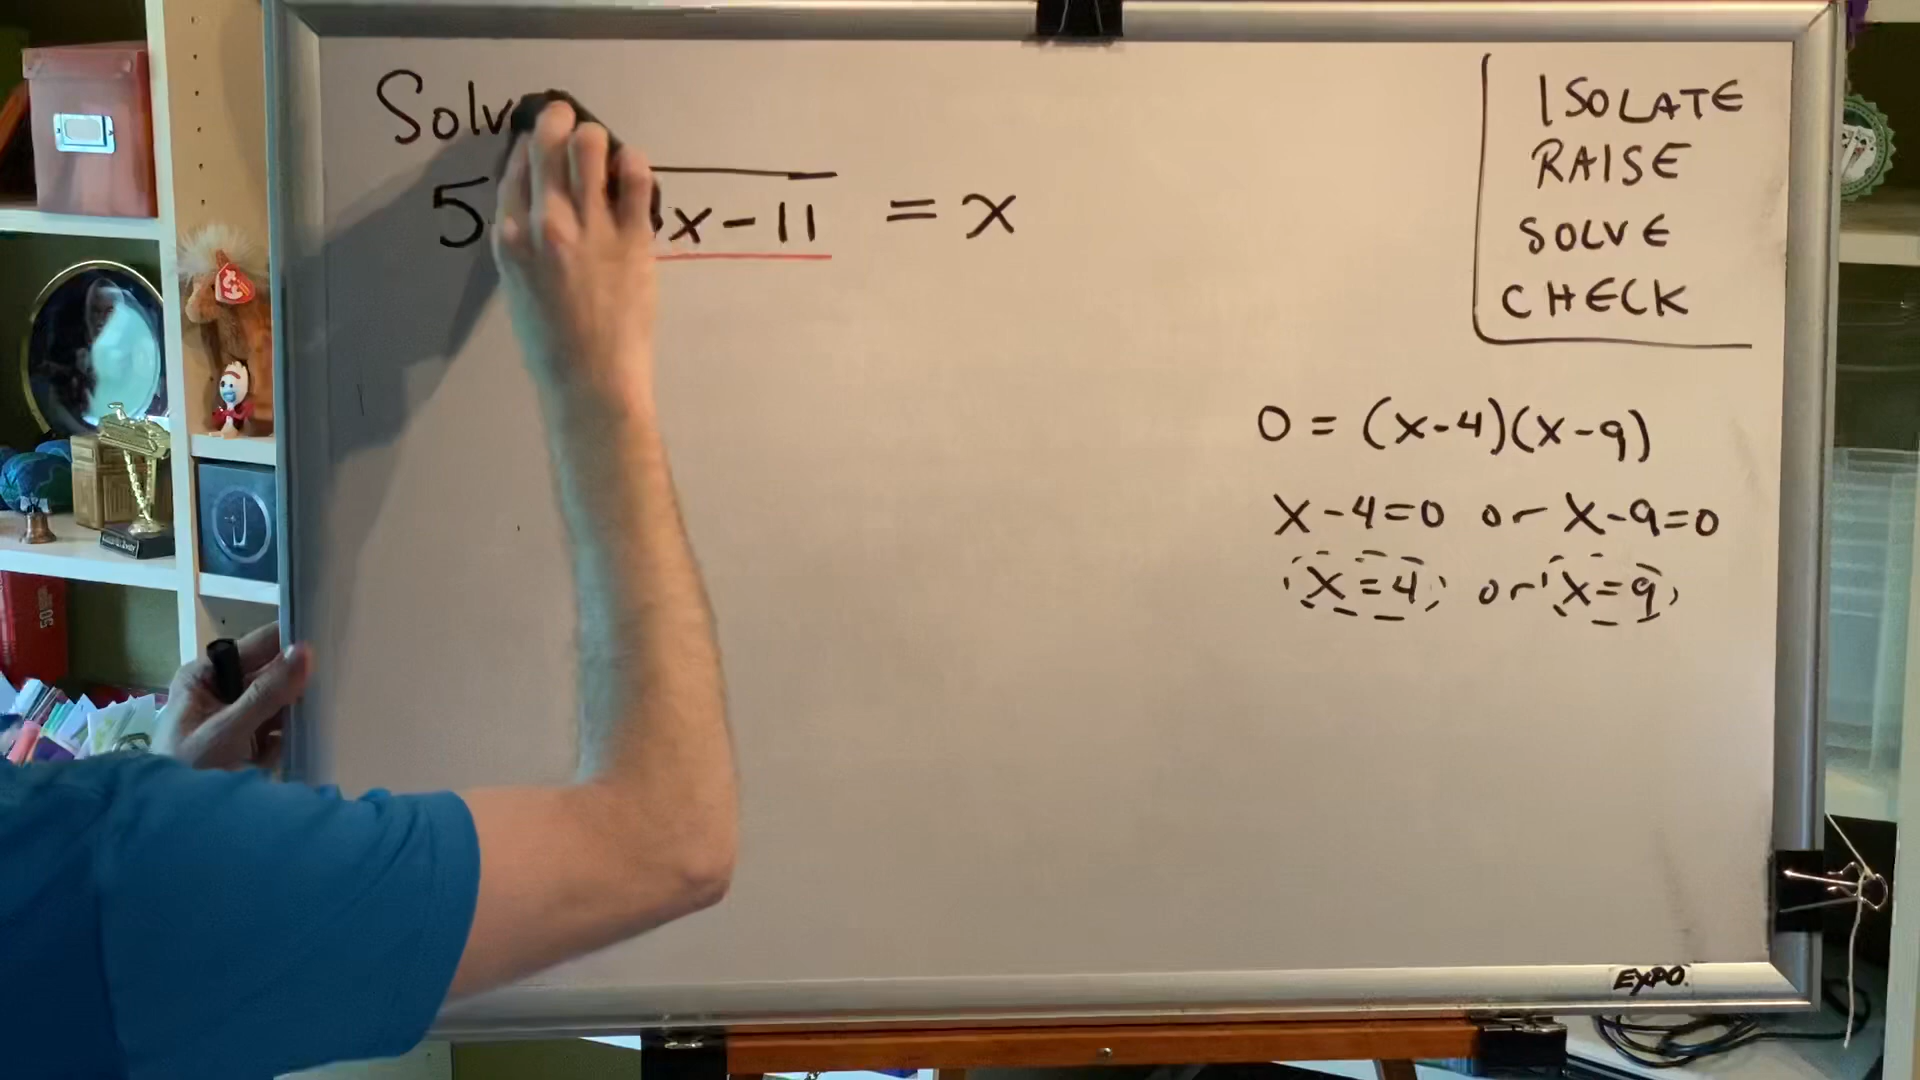 Solv
5 x-11 = x
ISOLATE
RAISE
SOLVE
CHECK
0 = (x-4)(x-9)
x-4=0 or x-9=0
x=4 or x=9
EXPO
50